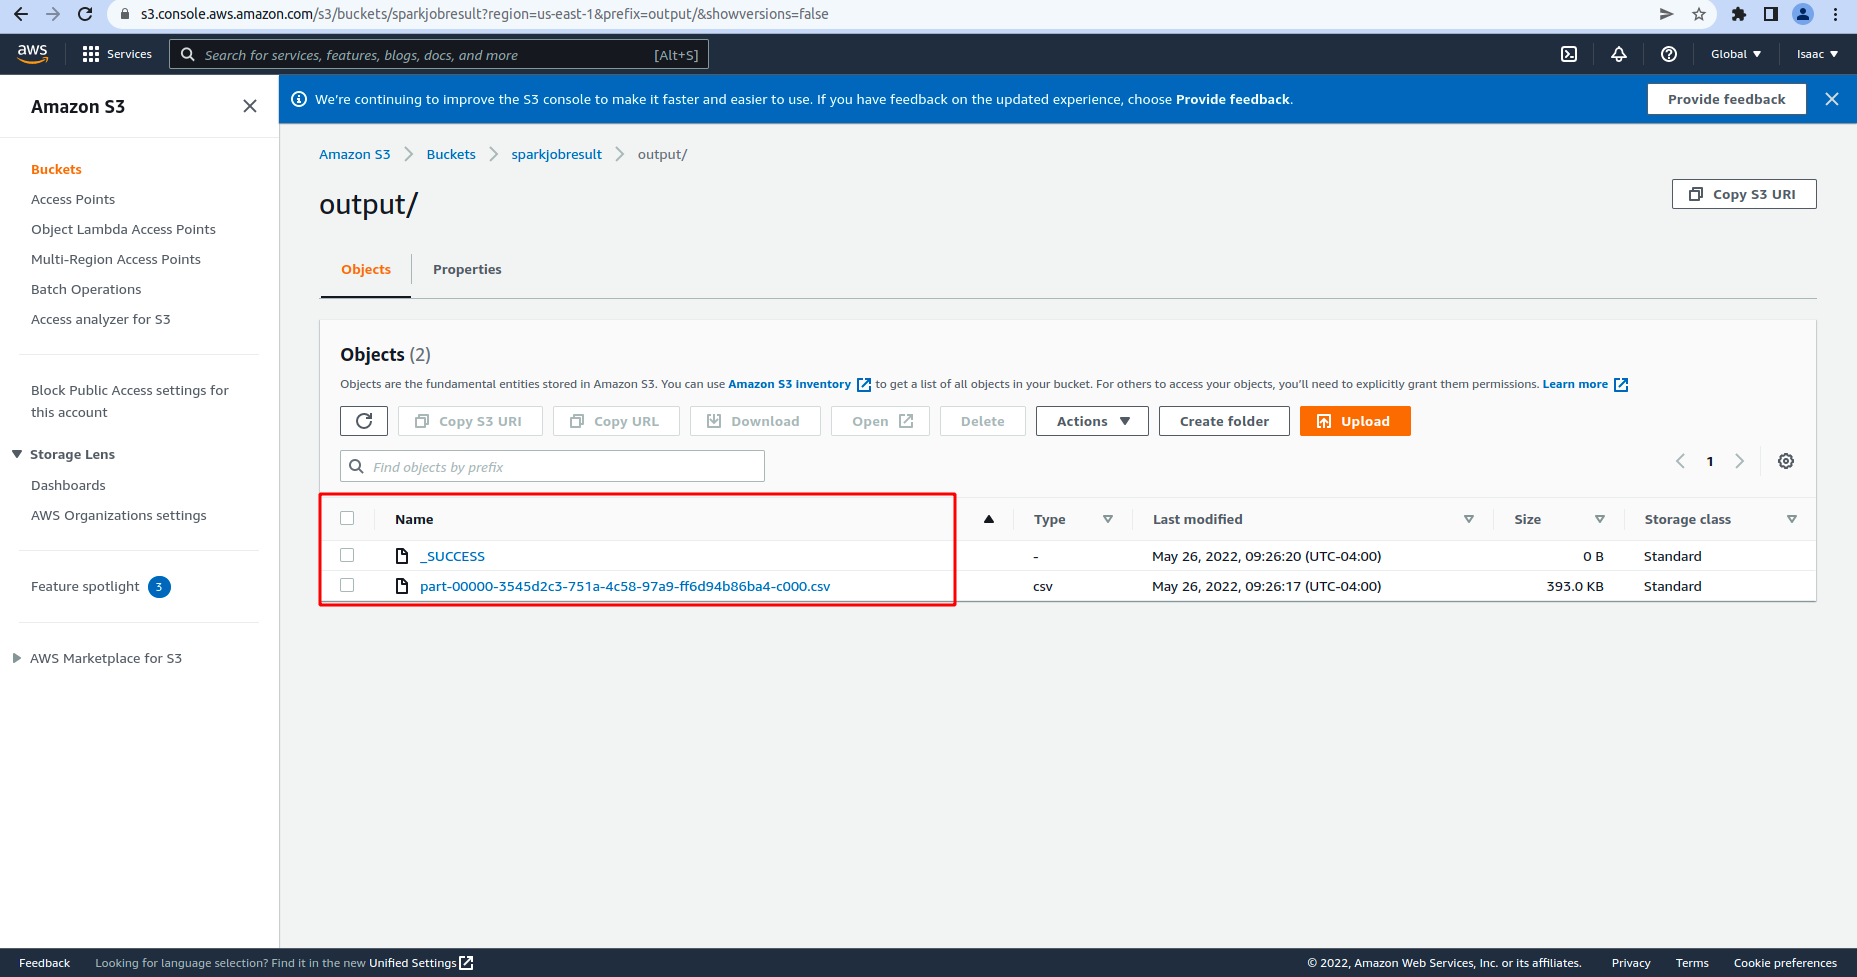 s3.console.aws.amazon.com/s3/buckets/sparkjobresult?region=us-east-1&prefix=output/&showversions=false
aws Services Search for services, features, blogs, docs, and more [Alt+S] Global Isaac
Amazon S3
We're continuing to improve the S3 console to make it faster and easier to use. If you have feedback on the updated experience, choose Provide feedback. Provide feedback
Buckets
Access Points
Object Lambda Access Points
Multi-Region Access Points
Batch Operations
Access analyzer for S3
Block Public Access settings for
this account
Storage Lens
Dashboards
AWS Organizations settings
Feature spotlight 3
AWS Marketplace for S3
Amazon S3 Buckets sparkjobresult output/
output/
Copy S3 URI
Objects Properties
Objects (2)
Objects are the fundamental entities stored in Amazon S3. You can use Amazon S3 inventory to get a list of all objects in your bucket. For others to access your objects, you'll need to explicitly grant them permissions. Learn more
Copy S3 URI Copy URL Download Open Delete Actions Create folder Upload
Find objects by prefix
1
Name Type Last modified Size Storage class
_SUCCESS - May 26, 2022, 09:26:20 (UTC-04:00) 0 B Standard
part-00000-3545d2c3-751a-4c58-97a9-ff6d94b86ba4-c000.csv csv May 26, 2022, 09:26:17 (UTC-04:00) 393.0 KB Standard
Feedback Looking for language selection? Find it in the new Unified Settings © 2022, Amazon Web Services, Inc. or its affiliates. Privacy Terms Cookie preferences